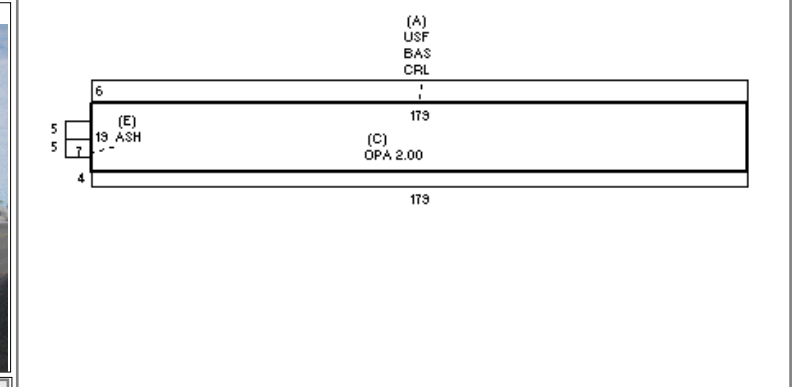 (A)
USF
BAS
CRL
6
179
(E)
19 ASH
5
5
7
(C)
OPA 2.00
4
179